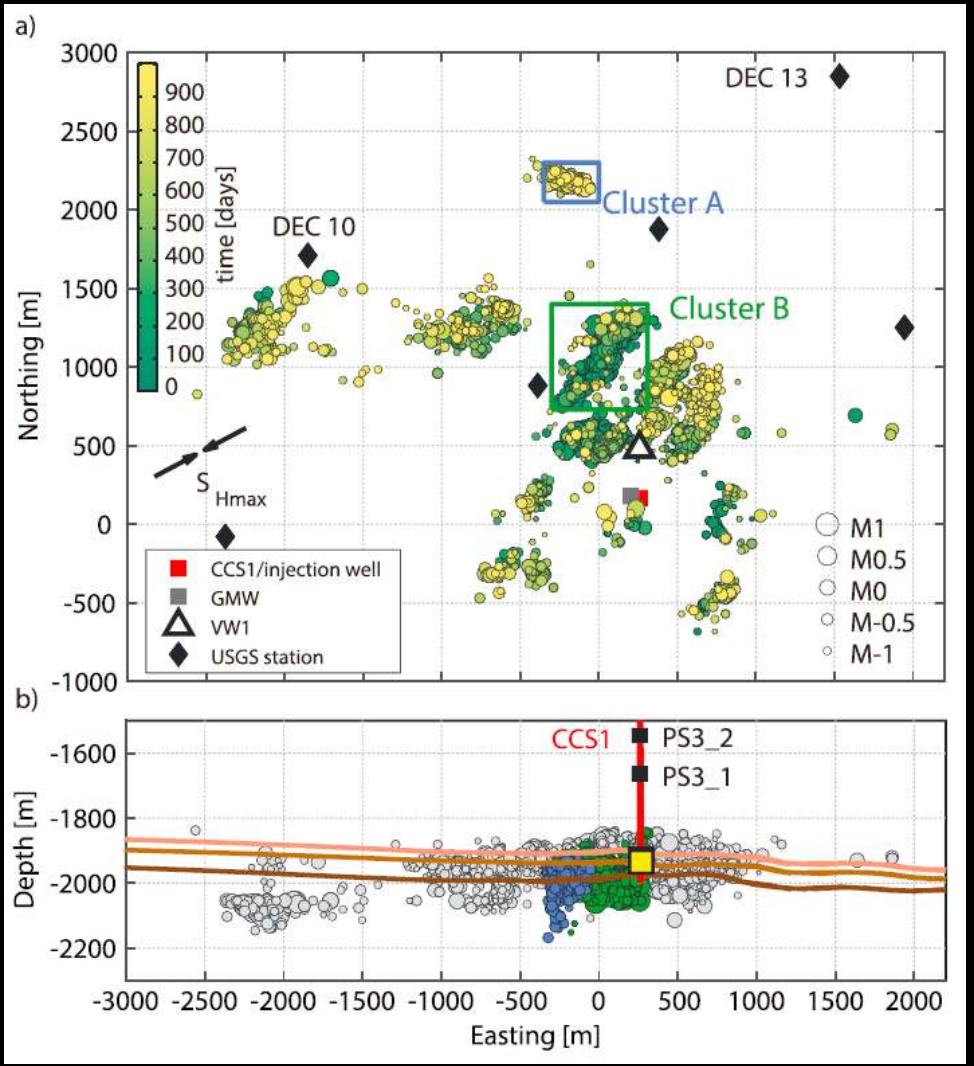 a)
3000
2500
2000
1500
1000
500
0
-500
-1000
Northing [m]
900
800
700
600
500
400
300
200
100
0
time [days]
DEC 13
Cluster A
DEC 10
Cluster B
S Hmax
CCS1/injection well
GMW
VW1
USGS station
M1
M0.5
M0
M-0.5
M-1
b)
-1600
-1800
-2000
-2200
Depth [m]
CCS1
PS3_2
PS3_1
-3000 -2500 -2000 -1500 -1000 -500 0 500 1000 1500 2000
Easting [m]